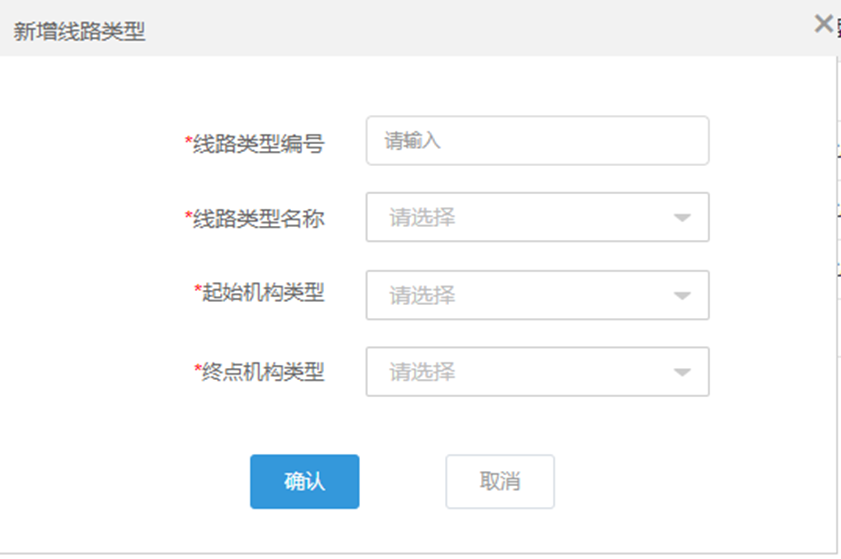 新增线路类型
*线路类型编号 请输入
*线路类型名称 请选择
*起始机构类型 请选择
*终点机构类型 请选择
确认 取消